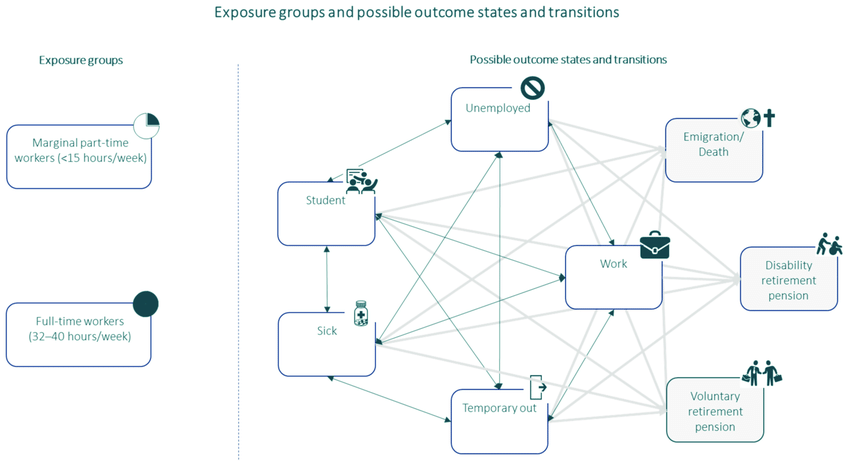 Exposure groups and possible outcome states and transitions
Exposure groups
Marginal part-time
workers (<15 hours/week)
Full-time workers
(32–40 hours/week)
Possible outcome states and transitions
Unemployed
Emigration/
Death
Student
Work
Disability
retirement
pension
Sick
Temporary out
Voluntary
retirement
pension